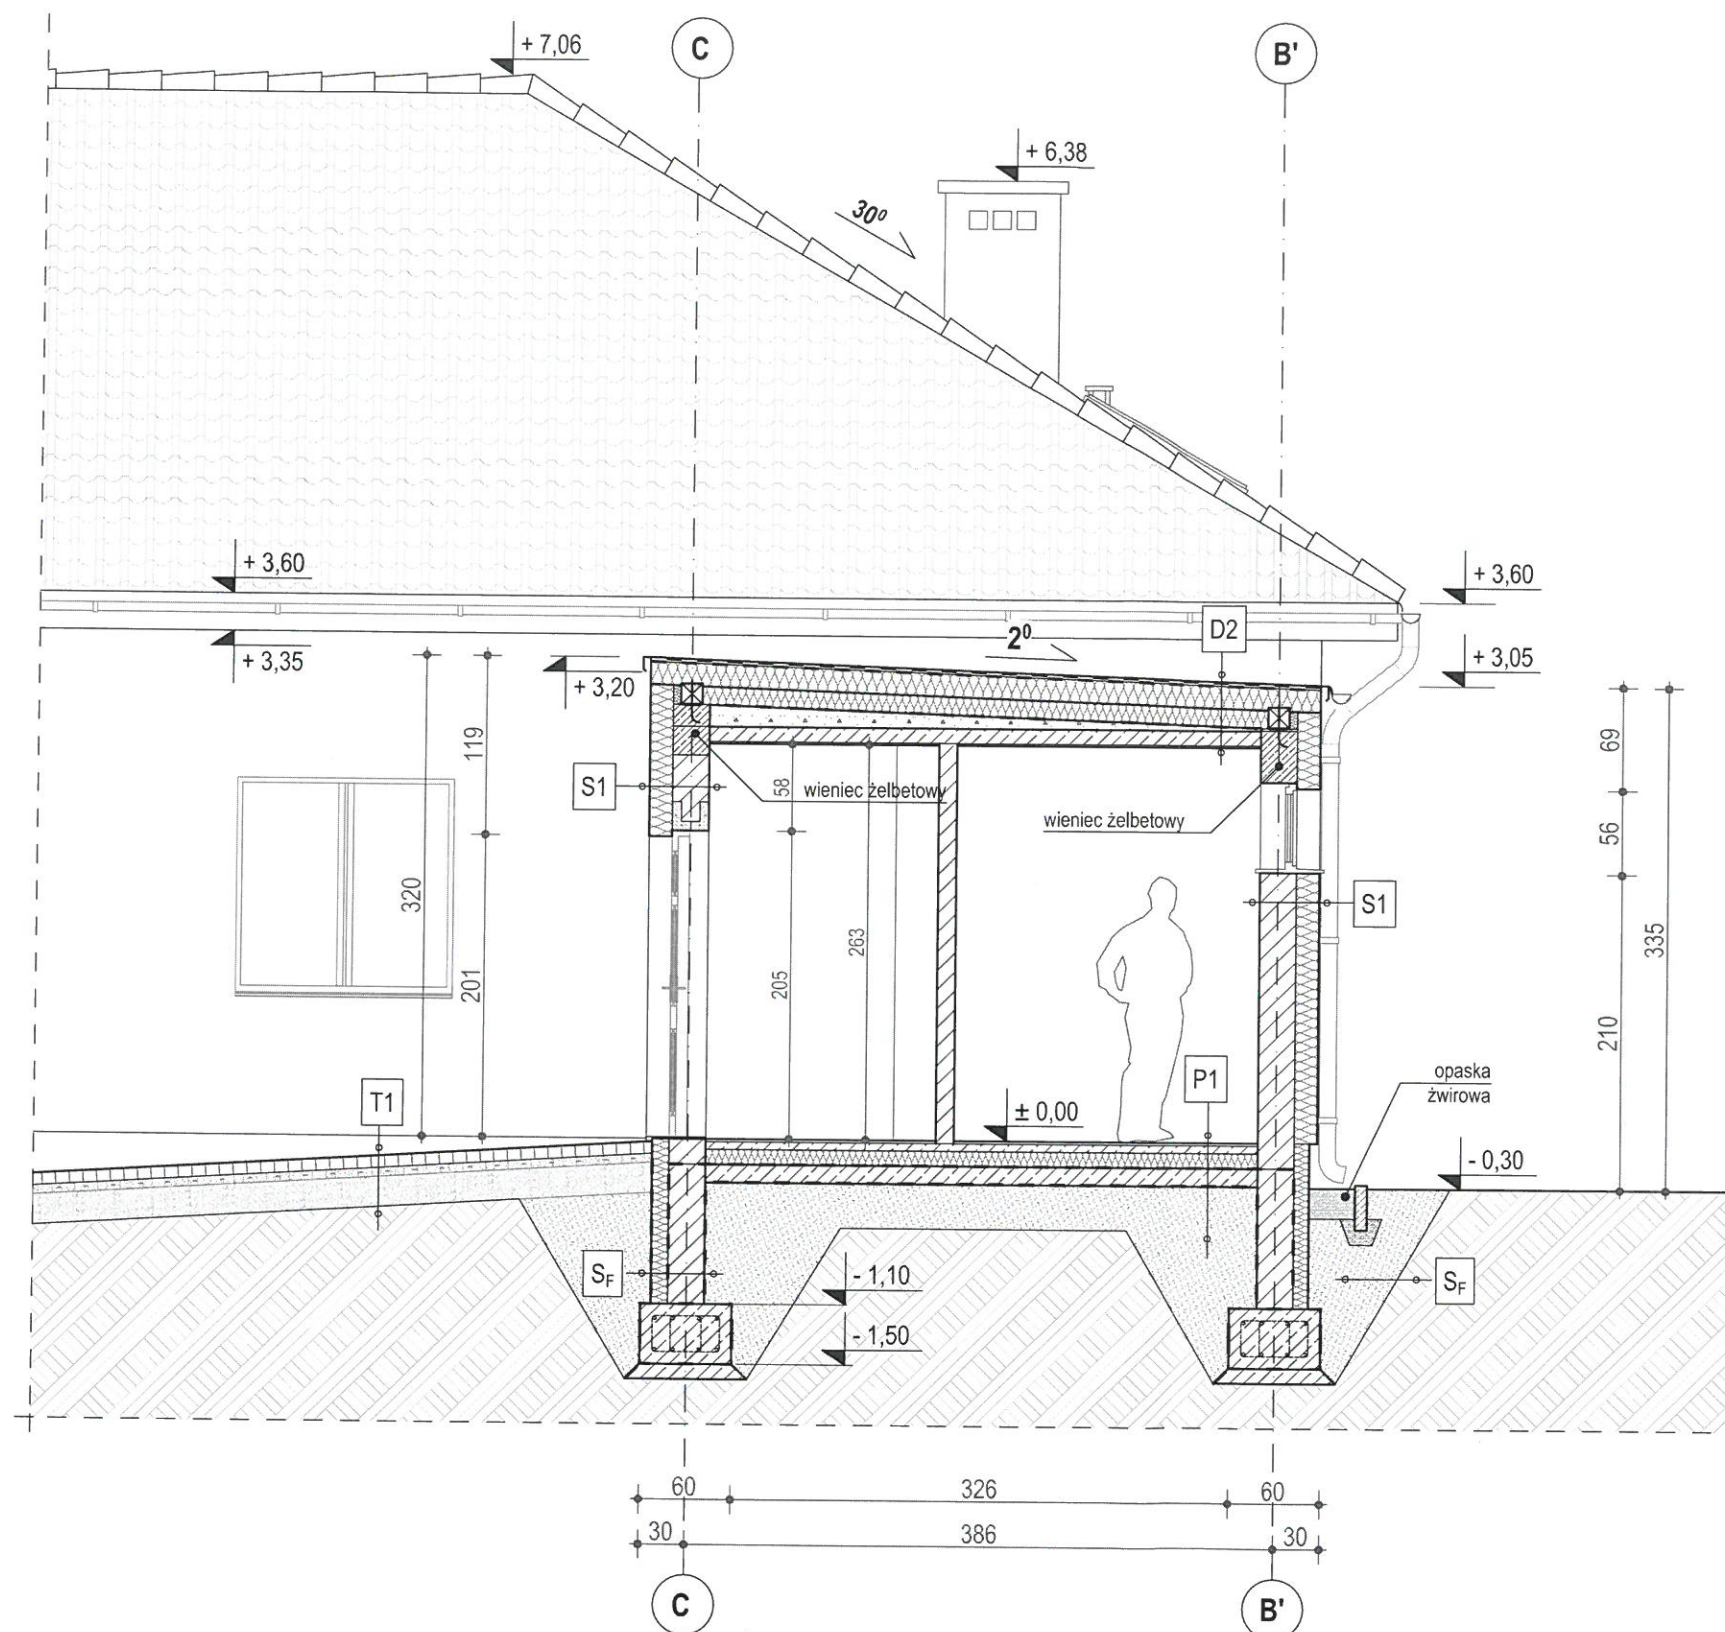 C
B'
+ 7,06
+ 6,38
30⁰
+ 3,60
+ 3,60
D2
2⁰
+ 3,35
+ 3,20
+ 3,05
119
69
S1
58
wieniec żelbetowy
wieniec żelbetowy
56
320
263
S1
335
201
205
210
T1
P1
opaska
żwirowa
± 0,00
- 0,30
SF
- 1,10
SF
- 1,50
60
326
60
30
386
30
C
B'